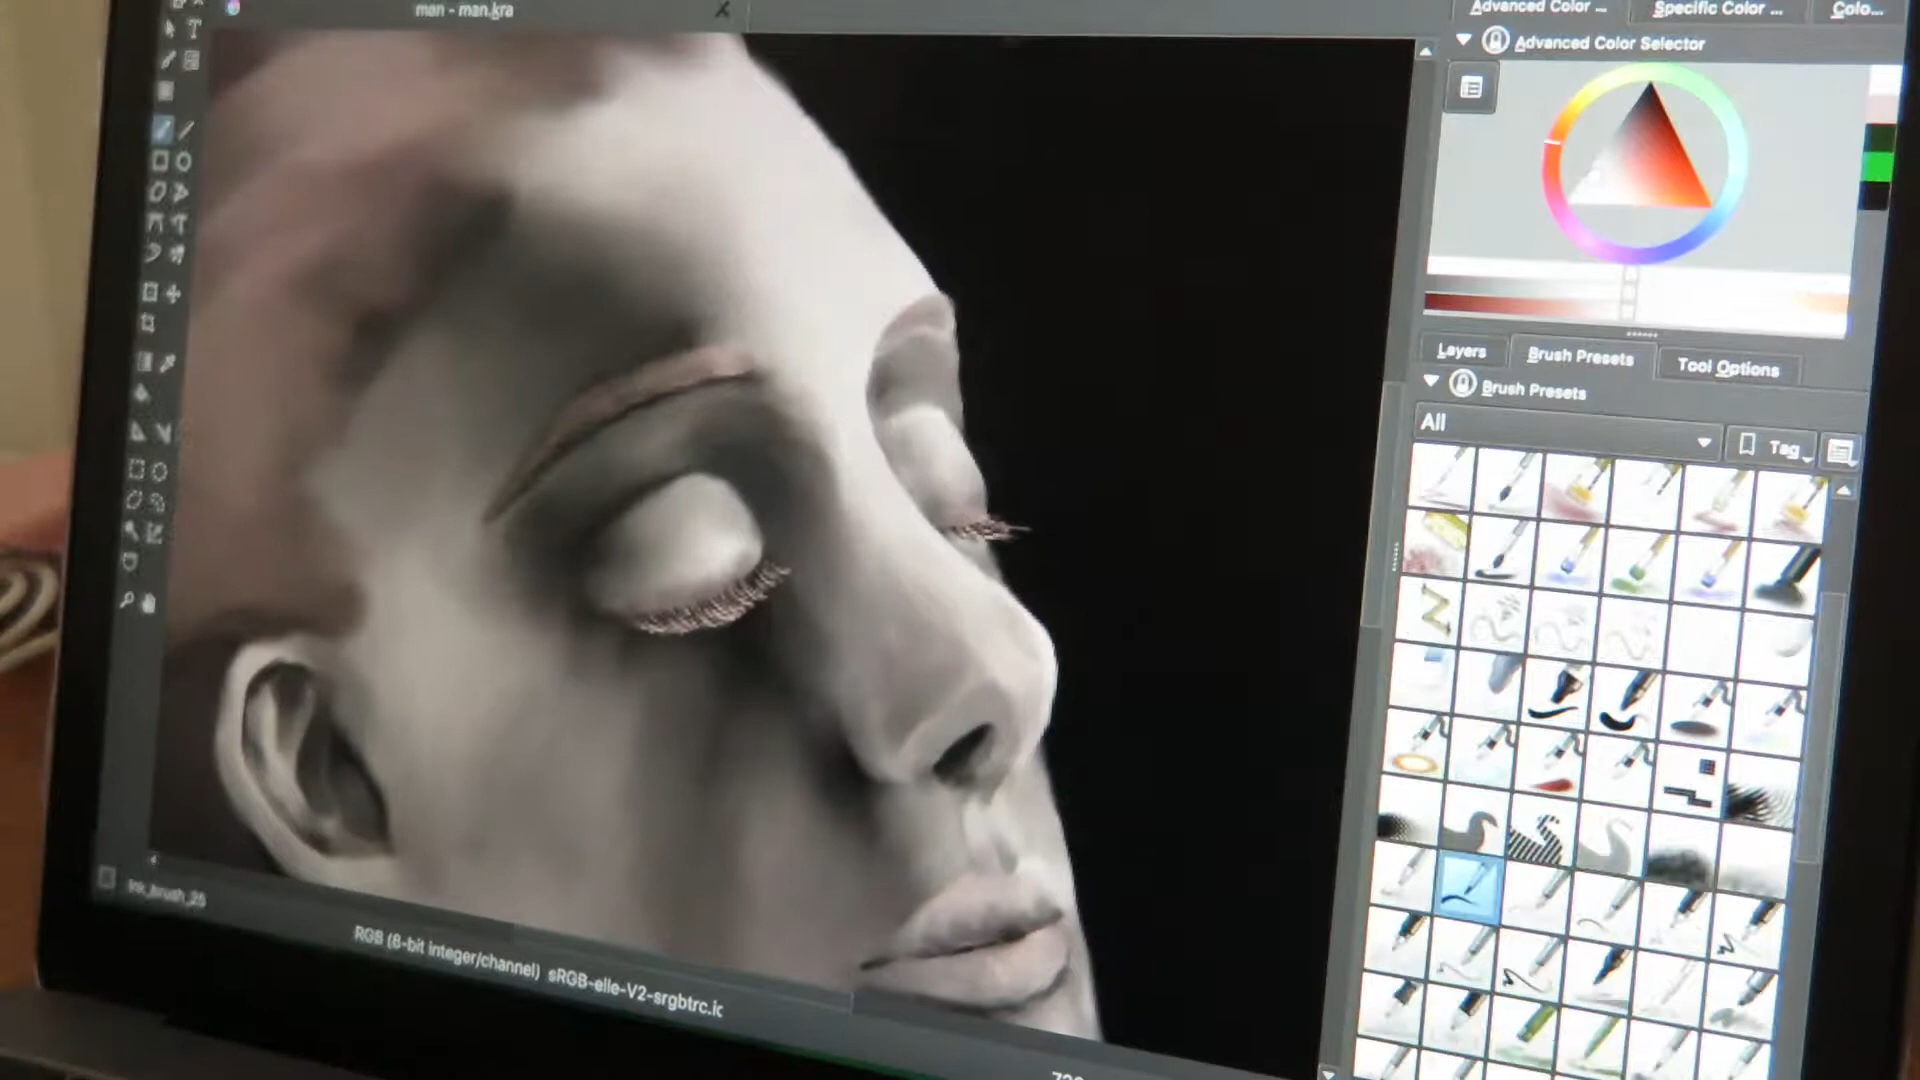 man - man.kra
Advanced Color ...
Specific Color ...
Colo...
Advanced Color Selector
Layers
Brush Presets
Tool Options
Brush Presets
All
Tag
ink_brush_25
RGB (8-bit integer/channel) sRGB-elle-V2-srgbtrc.ic